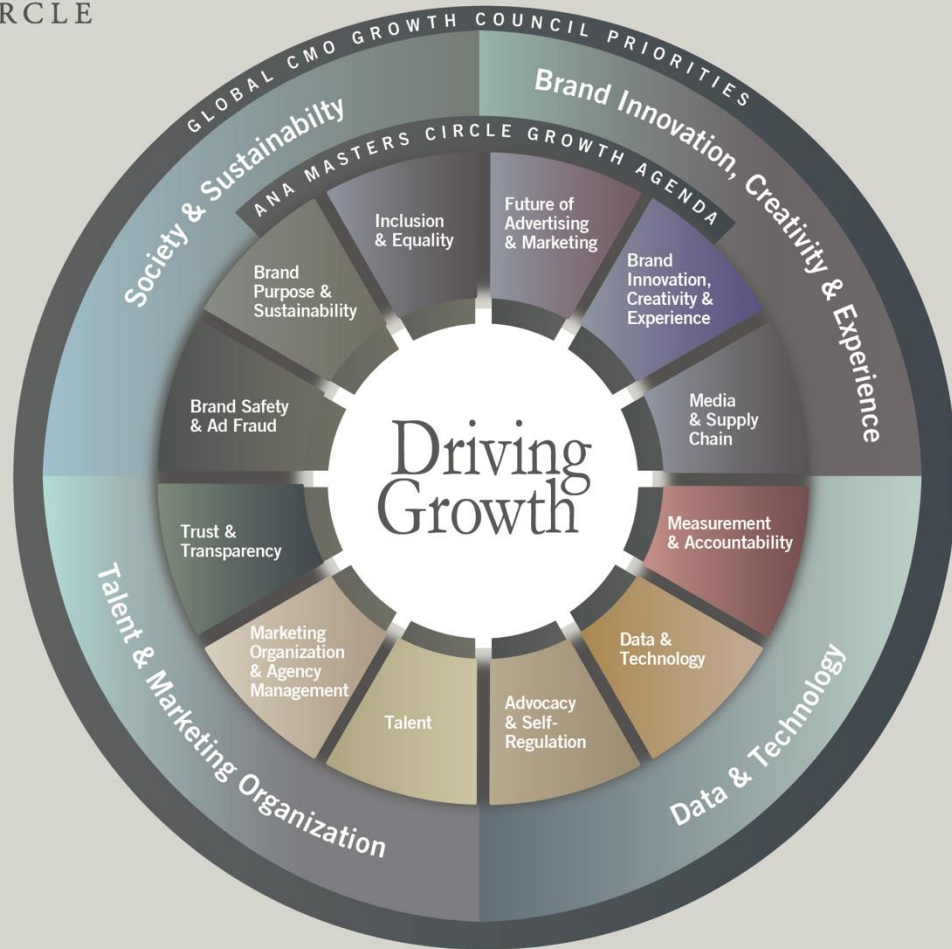 RCLE
GLOBAL CMO GROWTH COUNCIL PRIORITIES
Society & Sustainabilty
Brand Innovation, Creativity & Experience
Data & Technology
Talent & Marketing Organization
ANA MASTERS CIRCLE GROWTH AGENDA
Future of
Advertising
& Marketing
Brand
Innovation,
Creativity &
Experience
Media
& Supply
Chain
Measurement
& Accountability
Data &
Technology
Advocacy
& Self-
Regulation
Talent
Marketing
Organization
& Agency
Management
Trust &
Transparency
Brand Safety
& Ad Fraud
Brand
Purpose &
Sustainability
Inclusion
& Equality
Driving
Growth